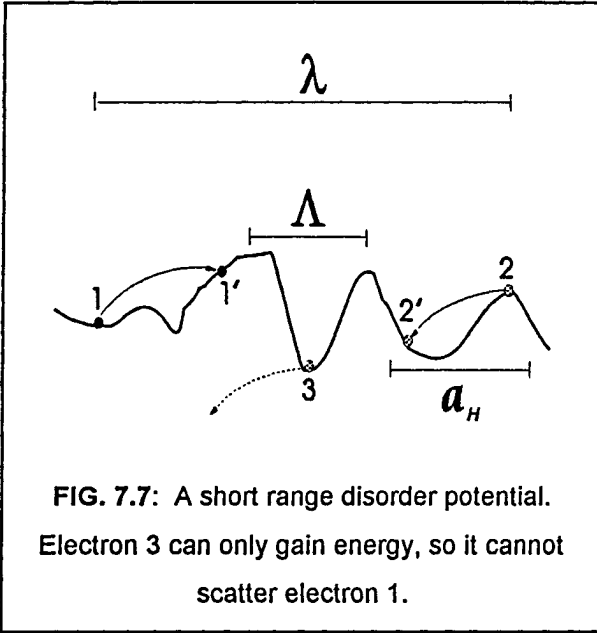 λ
Λ
1
1′
2
2′
3
a_H
FIG. 7.7: A short range disorder potential.
Electron 3 can only gain energy, so it cannot
scatter electron 1.